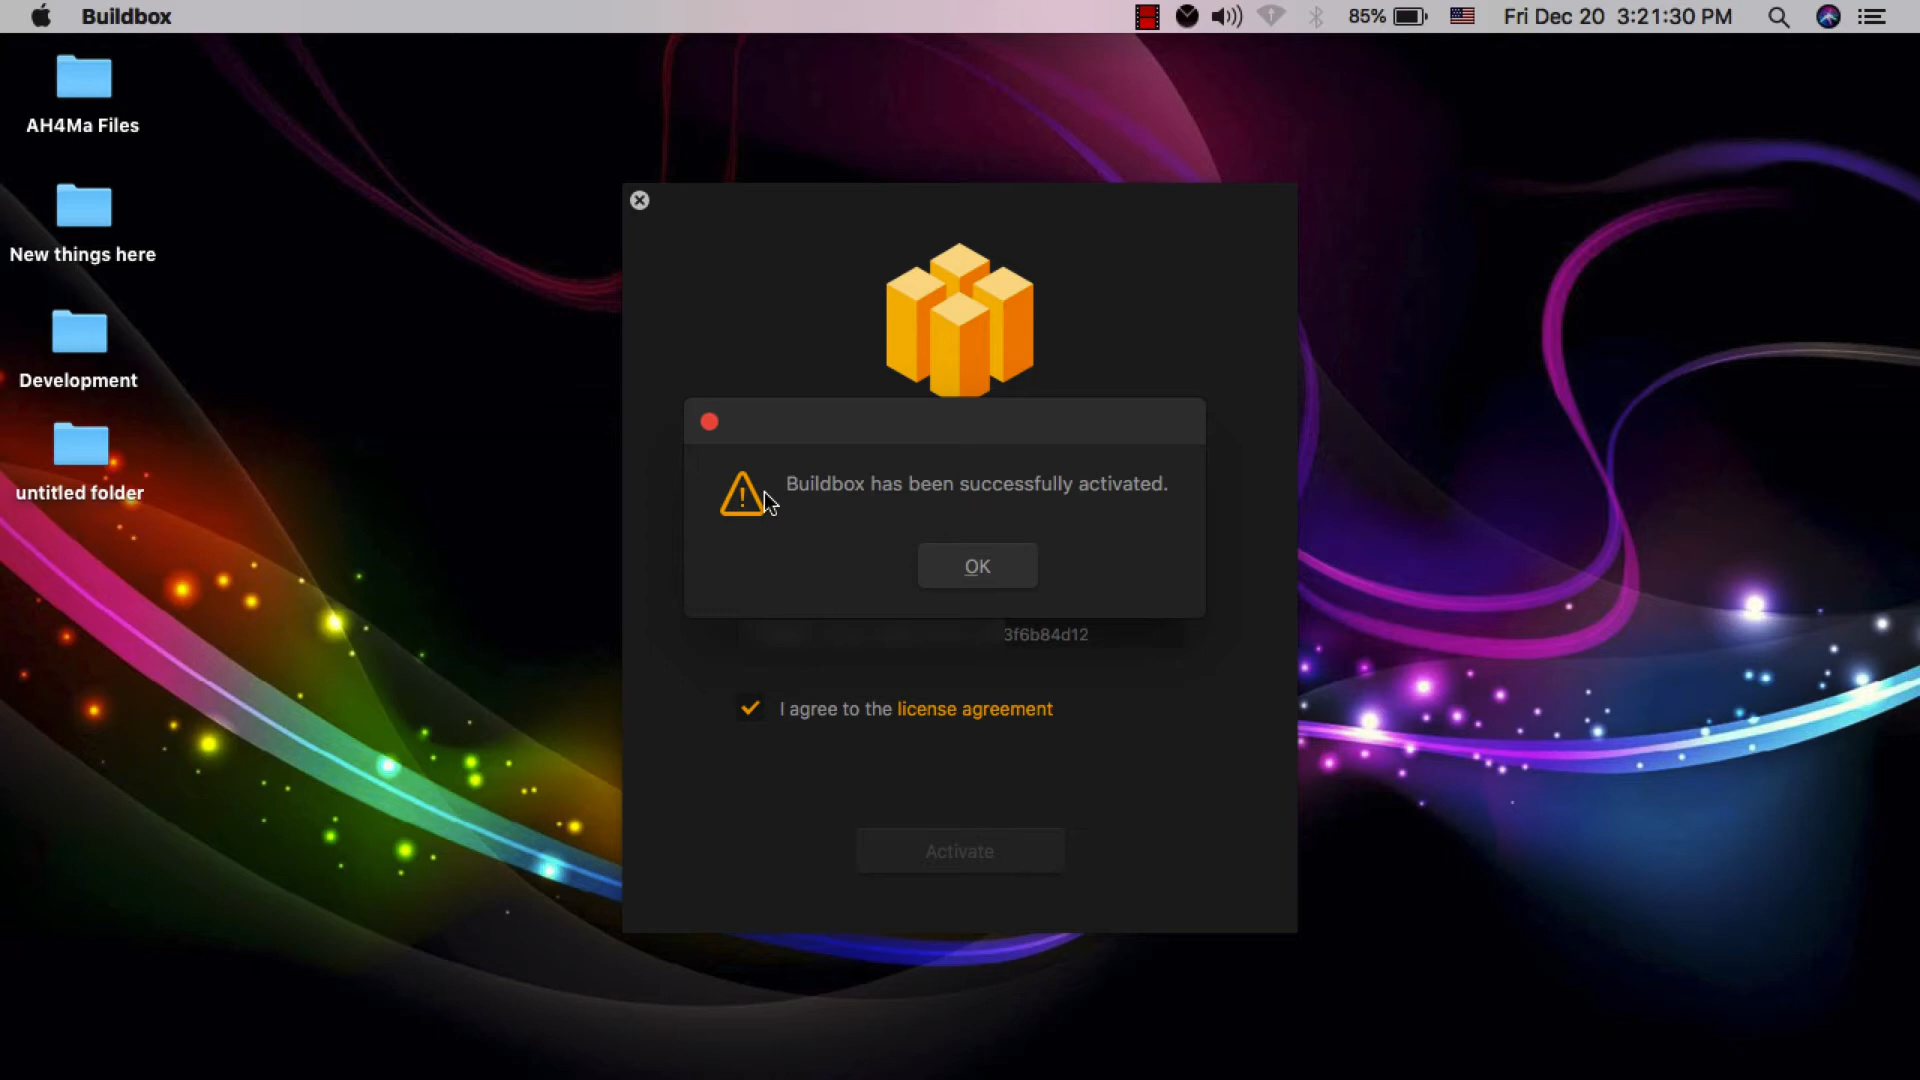 Buildbox
85%
Fri Dec 20 3:21:30 PM
AH4Ma Files
New things here
Development
untitled folder
Buildbox has been successfully activated.
OK
3f6b84d12
I agree to the license agreement
Activate